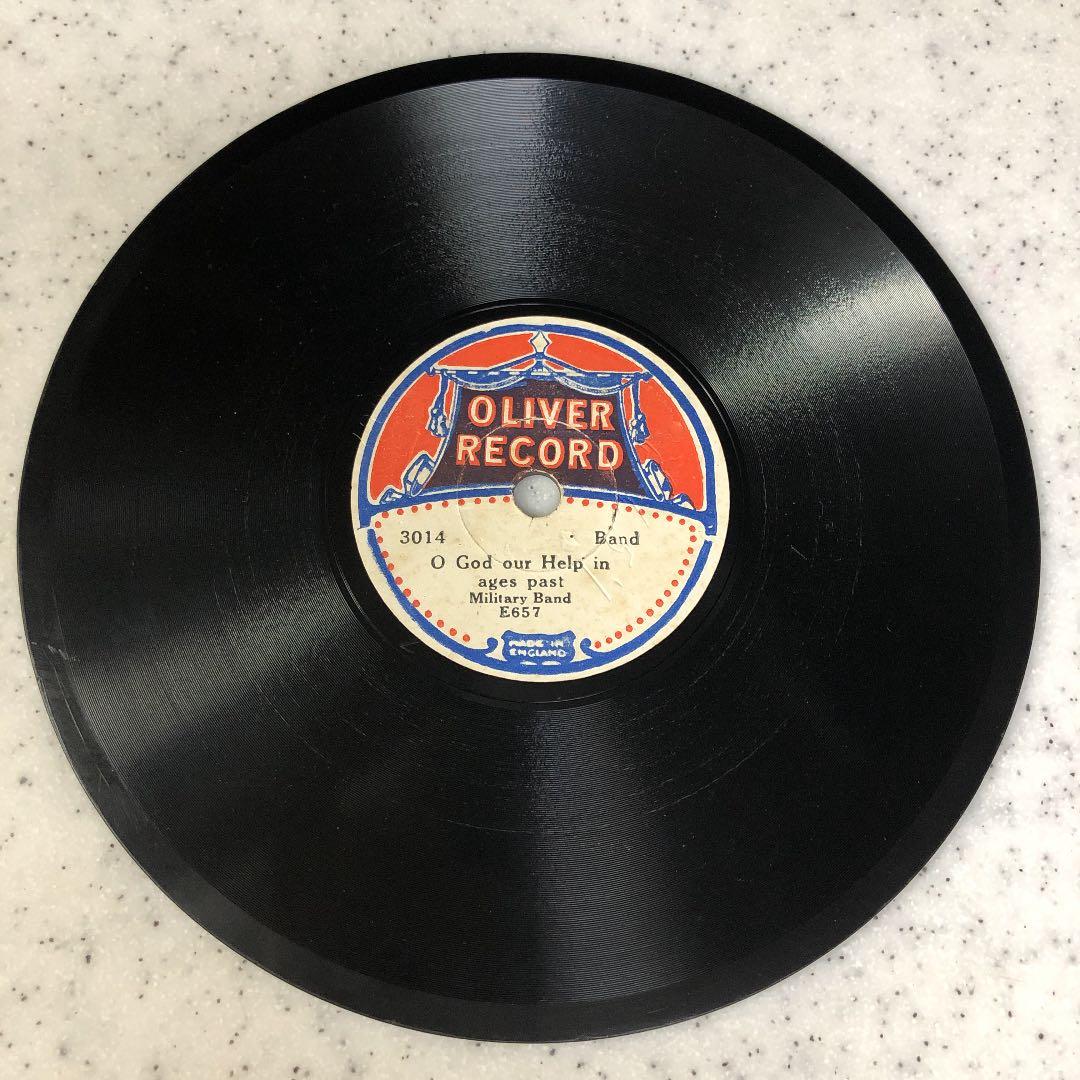 OLIVER
RECORD
3014 Band
O God our Help in
ages past
Military Band
E657
MADE IN
ENGLAND